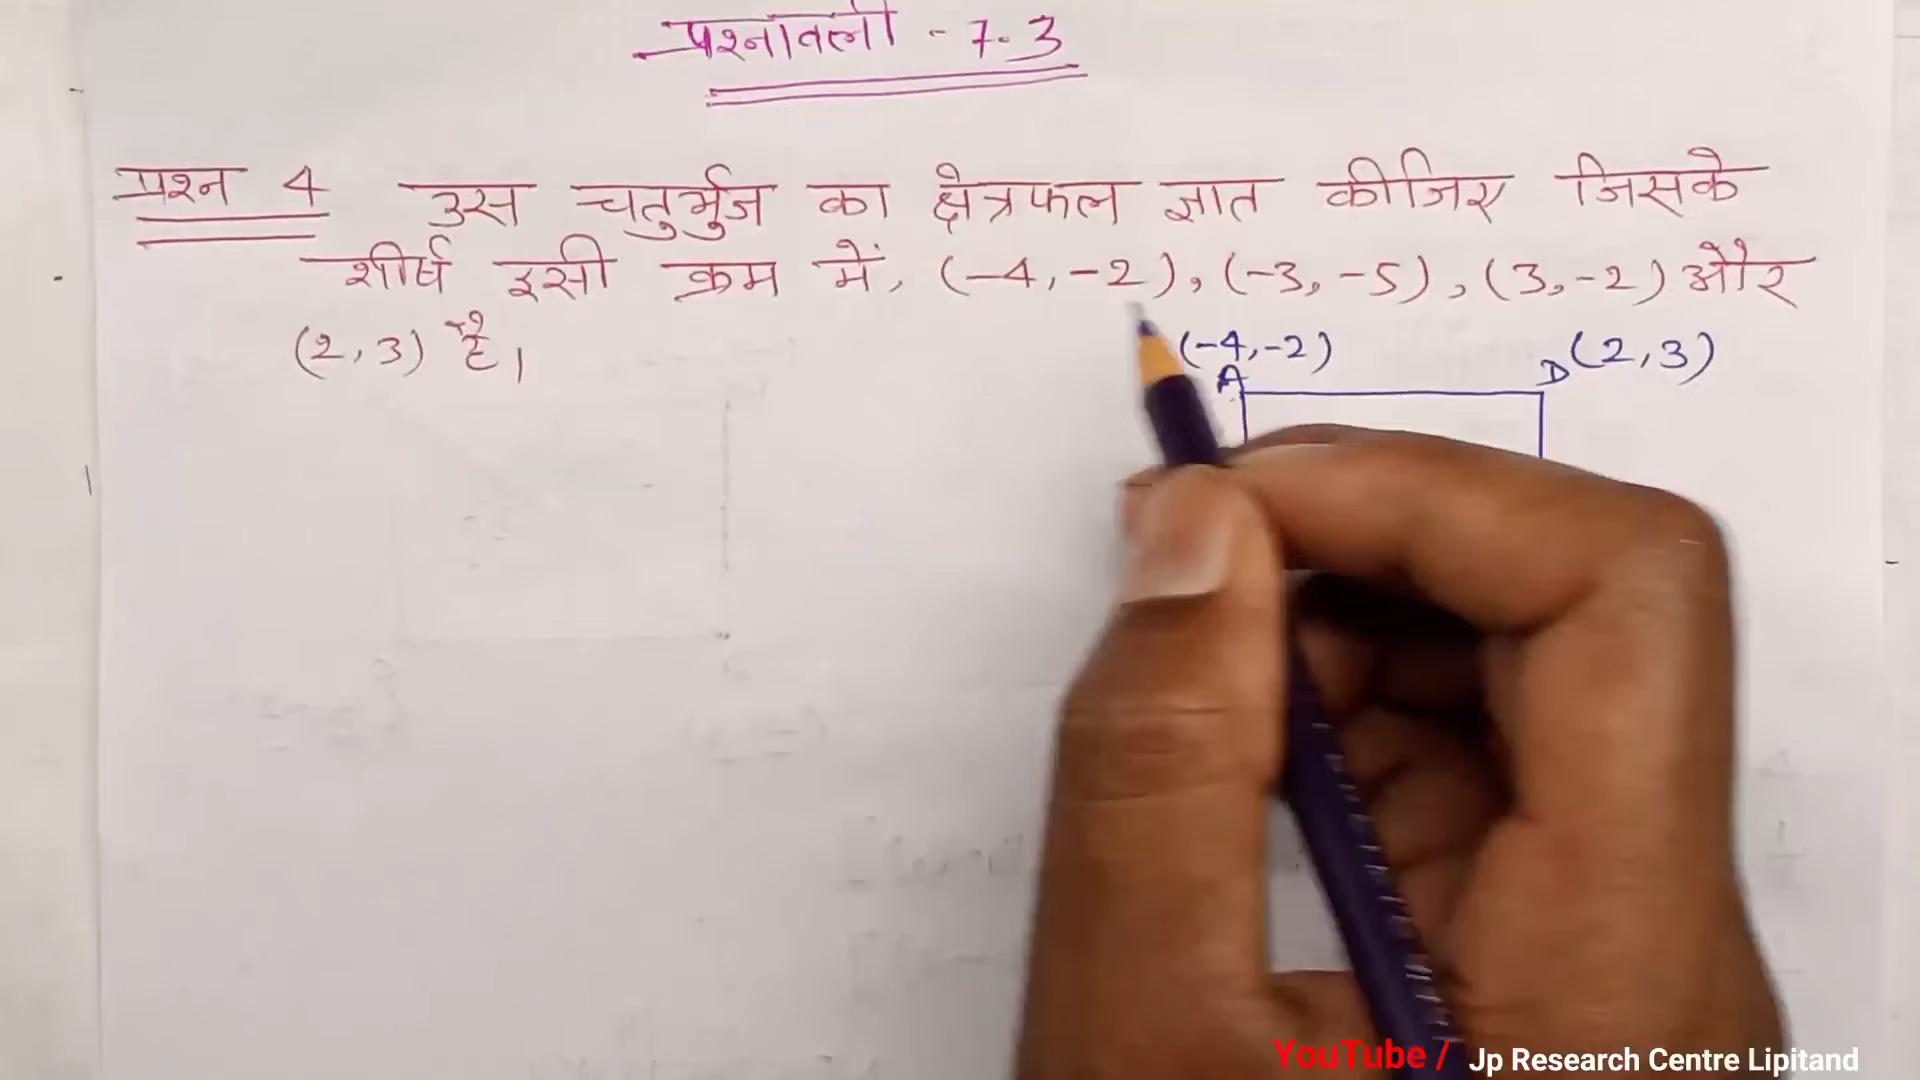 प्रश्नावली - 7.3
प्रश्न 4 उस चतुर्भुज का क्षेत्रफल ज्ञात कीजिए जिसके
शीर्ष इसी क्रम में, (-4,-2), (-3,-5), (3,-2) और
(2,3) हैं।
(-4,-2)
A
D (2,3)
YouTube / Jp Research Centre Lipitand